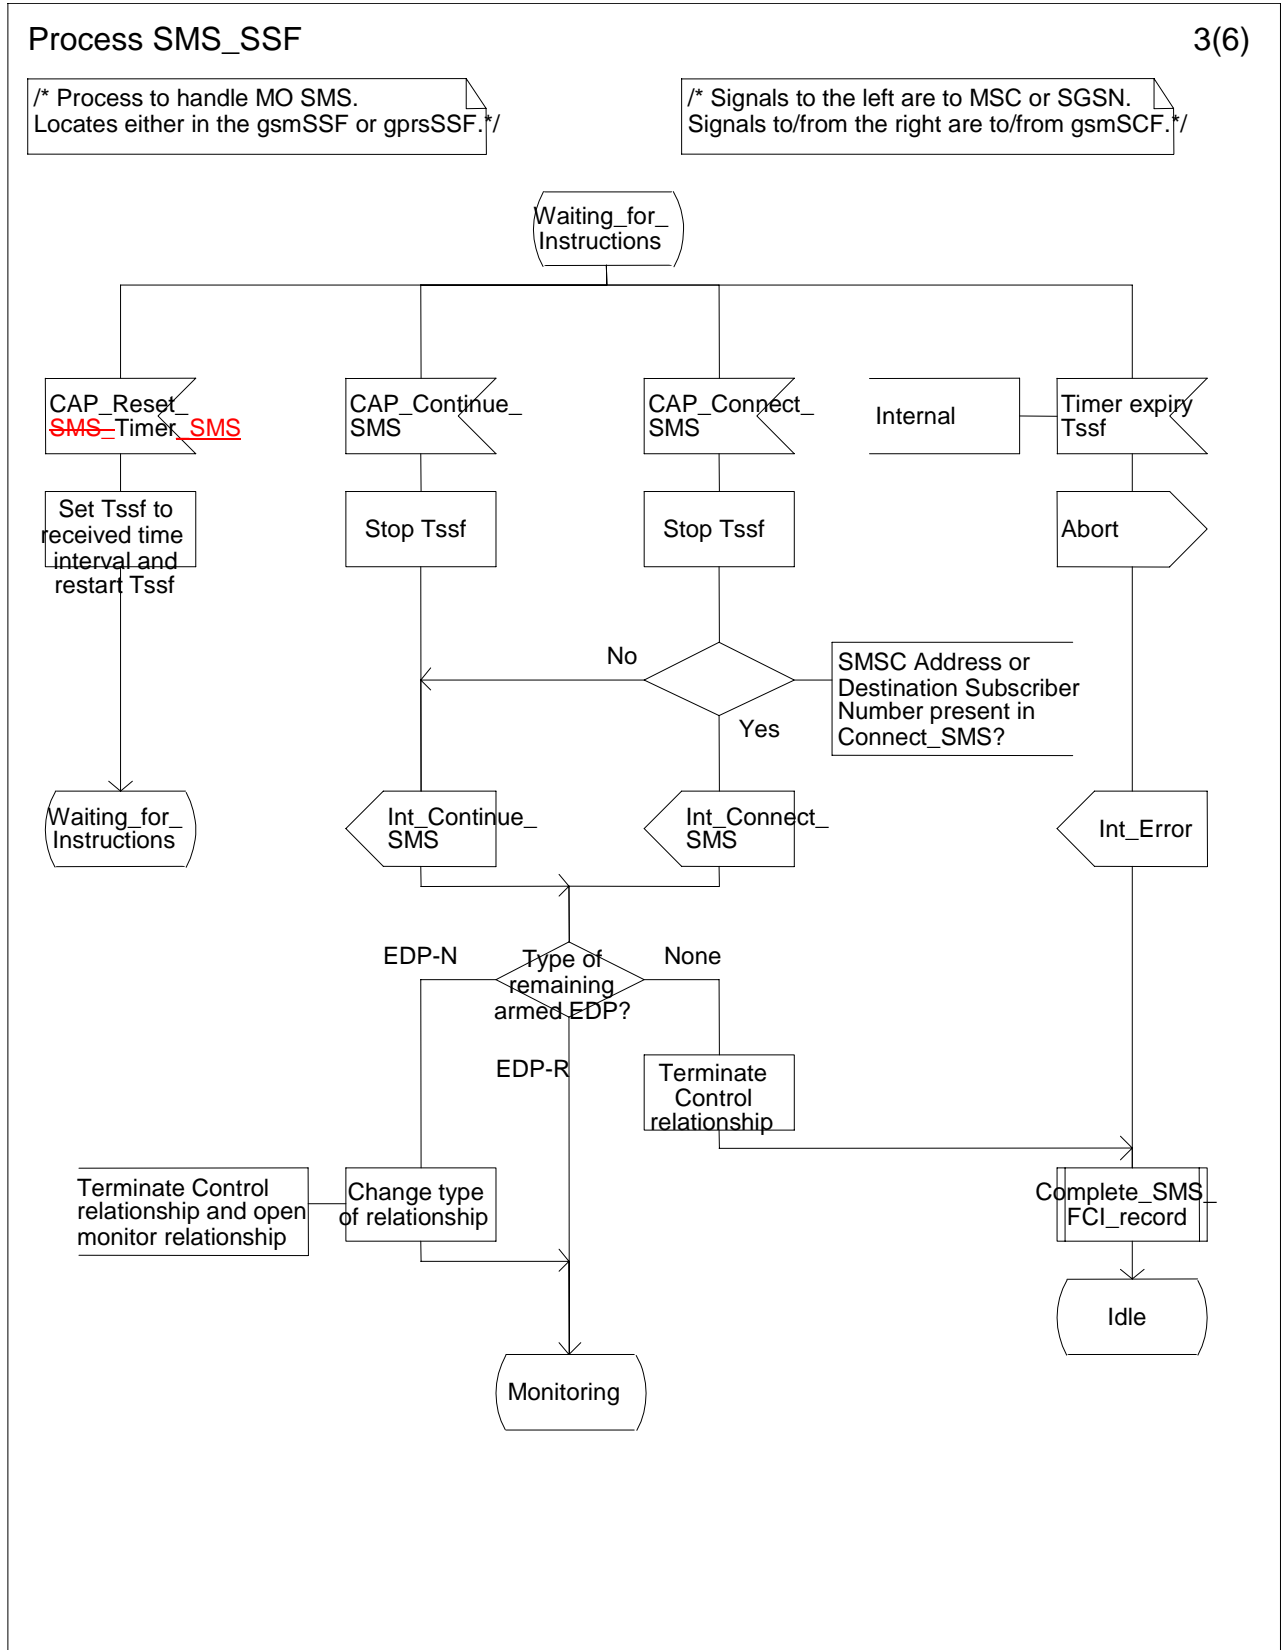 Process SMS_SSF
3(6)
/* Process to handle MO SMS.
Locates either in the gsmSSF or gprsSSF.*/
/* Signals to the left are to MSC or SGSN.
Signals to/from the right are to/from gsmSCF.*/
Waiting_for_
Instructions
CAP_Reset_
SMS_Timer_SMS
CAP_Continue_
SMS
CAP_Connect_
SMS
Internal
Timer expiry
Tssf
Set Tssf to
received time
interval and
restart Tssf
Stop Tssf
Stop Tssf
Abort
No
Yes
SMSC Address or
Destination Subscriber
Number present in
Connect_SMS?
Waiting_for_
Instructions
Int_Continue_
SMS
Int_Connect_
SMS
Int_Error
EDP-N
Type of
remaining
armed EDP?
None
EDP-R
Terminate
Control
relationship
Terminate Control
relationship and open
monitor relationship
Change type
of relationship
Complete_SMS_
FCI_record
Idle
Monitoring